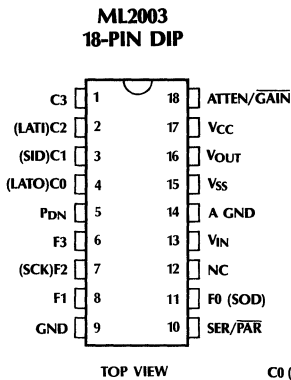 ML2003
18-PIN DIP
C3 1 18 ATTEN/GAIN
(LATI)C2 2 17 VCC
(SID)C1 3 16 VOUT
(LATO)C0 4 15 VSS
PDN 5 14 A GND
F3 6 13 VIN
(SCK)F2 7 12 NC
F1 8 11 F0 (SOD)
GND 9 10 SER/PAR
TOP VIEW
C0 (